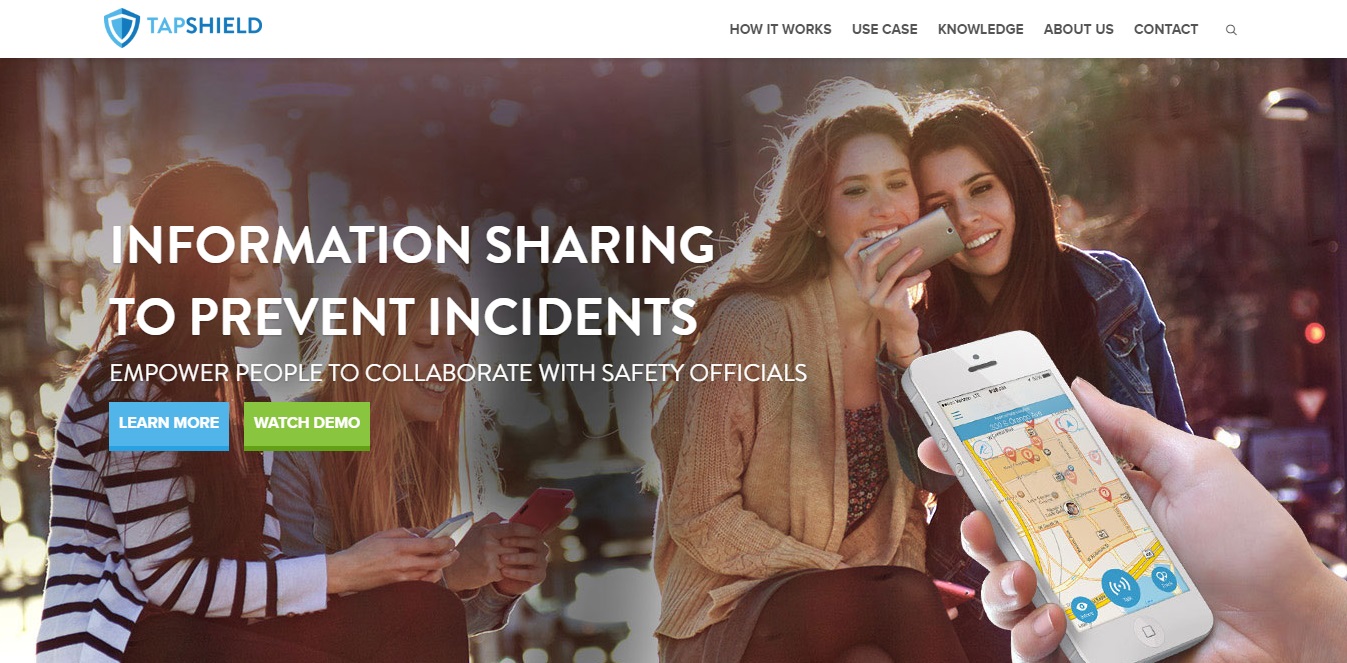 TAPSHIELD
HOW IT WORKS
USE CASE
KNOWLEDGE
ABOUT US
CONTACT
INFORMATION SHARING
TO PREVENT INCIDENTS
EMPOWER PEOPLE TO COLLABORATE WITH SAFETY OFFICIALS
LEARN MORE
WATCH DEMO